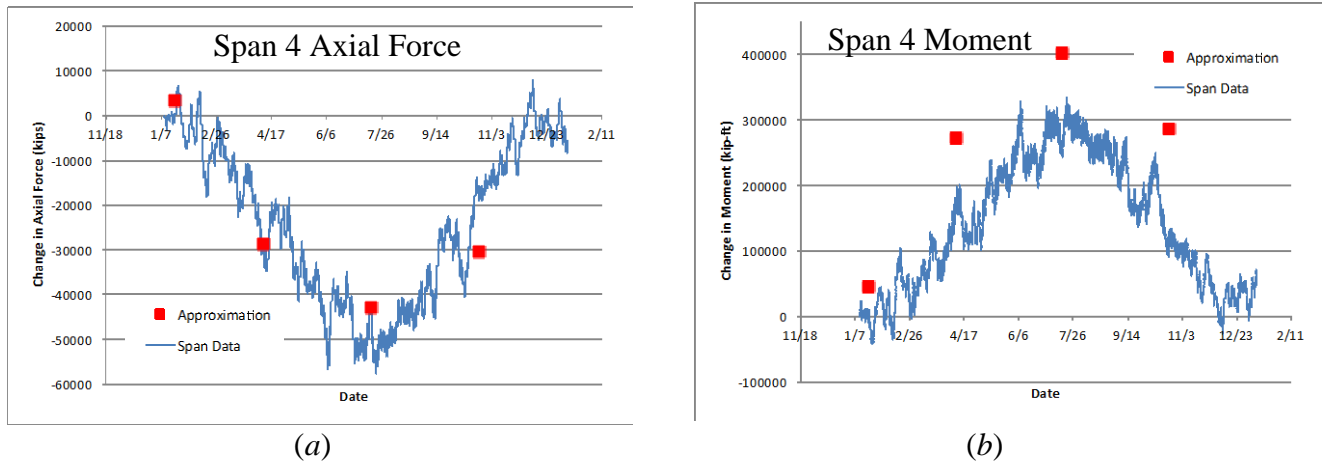 Span 4 Axial Force
20000
10000
0
-10000
-20000
-30000
-40000
-50000
-60000
11/18 1/7 2/26 4/17 6/6 7/26 9/14 11/3 12/23 2/11
Change in Axial Force (kips)
Approximation
Span Data
Date
(a)
Span 4 Moment
400000
300000
200000
100000
0
-100000
11/18 1/7 2/26 4/17 6/6 7/26 9/14 11/3 12/23 2/11
Change in Moment (kip-ft)
Approximation
Span Data
Date
(b)